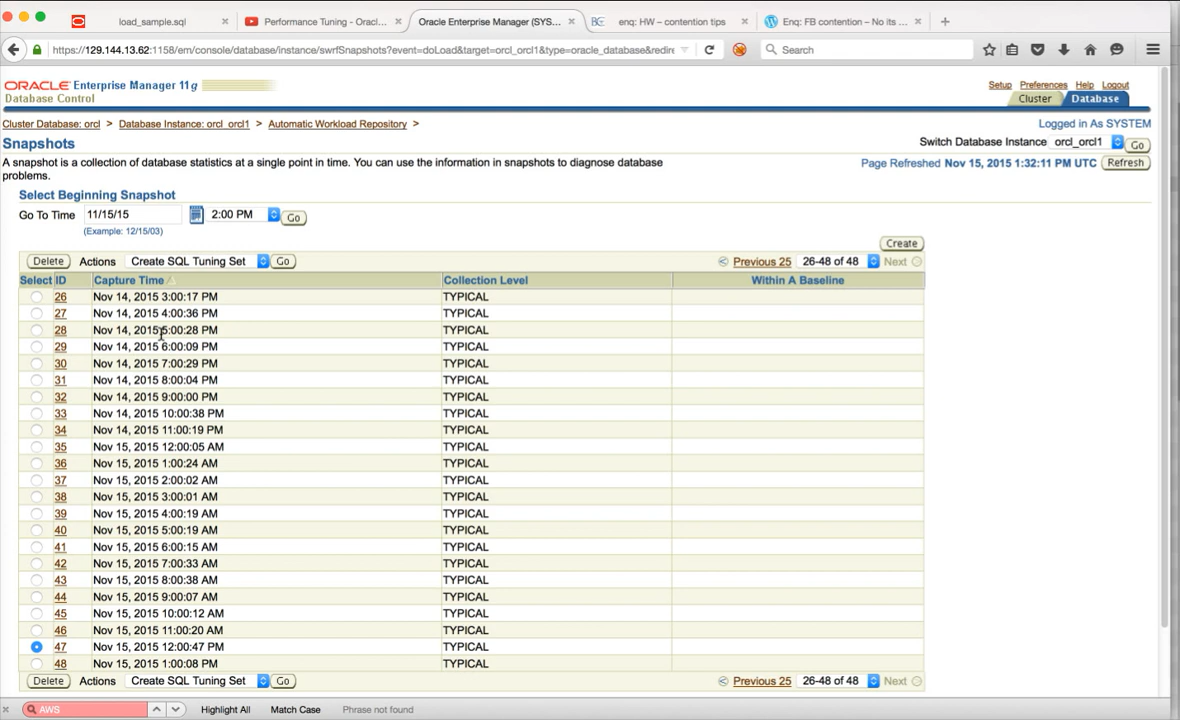 load_sample.sql × Performance Tuning - Oracl... × Oracle Enterprise Manager (SYS... × BC enq: HW – contention tips × Enq: FB contention – No its ... × +
https://129.144.13.62:1158/em/console/database/instance/swrfSnapshots?event=doLoad&target=orcl_orcl1&type=oracle_database&redire Search
ORACLE Enterprise Manager 11g
Database Control
Setup Preferences Help Logout
Cluster Database
Cluster Database: orcl > Database Instance: orcl_orcl1 > Automatic Workload Repository >
Logged in As SYSTEM
Snapshots
Switch Database Instance orcl_orcl1 Go
A snapshot is a collection of database statistics at a single point in time. You can use the information in snapshots to diagnose database
problems.
Page Refreshed Nov 15, 2015 1:32:11 PM UTC Refresh
Select Beginning Snapshot
Go To Time 11/15/15 2:00 PM Go
(Example: 12/15/03)
Create
Delete Actions Create SQL Tuning Set Go Previous 25 26-48 of 48 Next
Select ID Capture Time Collection Level Within A Baseline
26 Nov 14, 2015 3:00:17 PM TYPICAL
27 Nov 14, 2015 4:00:36 PM TYPICAL
28 Nov 14, 2015 5:00:28 PM TYPICAL
29 Nov 14, 2015 6:00:09 PM TYPICAL
30 Nov 14, 2015 7:00:29 PM TYPICAL
31 Nov 14, 2015 8:00:04 PM TYPICAL
32 Nov 14, 2015 9:00:00 PM TYPICAL
33 Nov 14, 2015 10:00:38 PM TYPICAL
34 Nov 14, 2015 11:00:19 PM TYPICAL
35 Nov 15, 2015 12:00:05 AM TYPICAL
36 Nov 15, 2015 1:00:24 AM TYPICAL
37 Nov 15, 2015 2:00:02 AM TYPICAL
38 Nov 15, 2015 3:00:01 AM TYPICAL
39 Nov 15, 2015 4:00:19 AM TYPICAL
40 Nov 15, 2015 5:00:19 AM TYPICAL
41 Nov 15, 2015 6:00:15 AM TYPICAL
42 Nov 15, 2015 7:00:33 AM TYPICAL
43 Nov 15, 2015 8:00:38 AM TYPICAL
44 Nov 15, 2015 9:00:07 AM TYPICAL
45 Nov 15, 2015 10:00:12 AM TYPICAL
46 Nov 15, 2015 11:00:20 AM TYPICAL
47 Nov 15, 2015 12:00:47 PM TYPICAL
48 Nov 15, 2015 1:00:08 PM TYPICAL
Delete Actions Create SQL Tuning Set Go Previous 25 26-48 of 48 Next
× AWS Highlight All Match Case Phrase not found